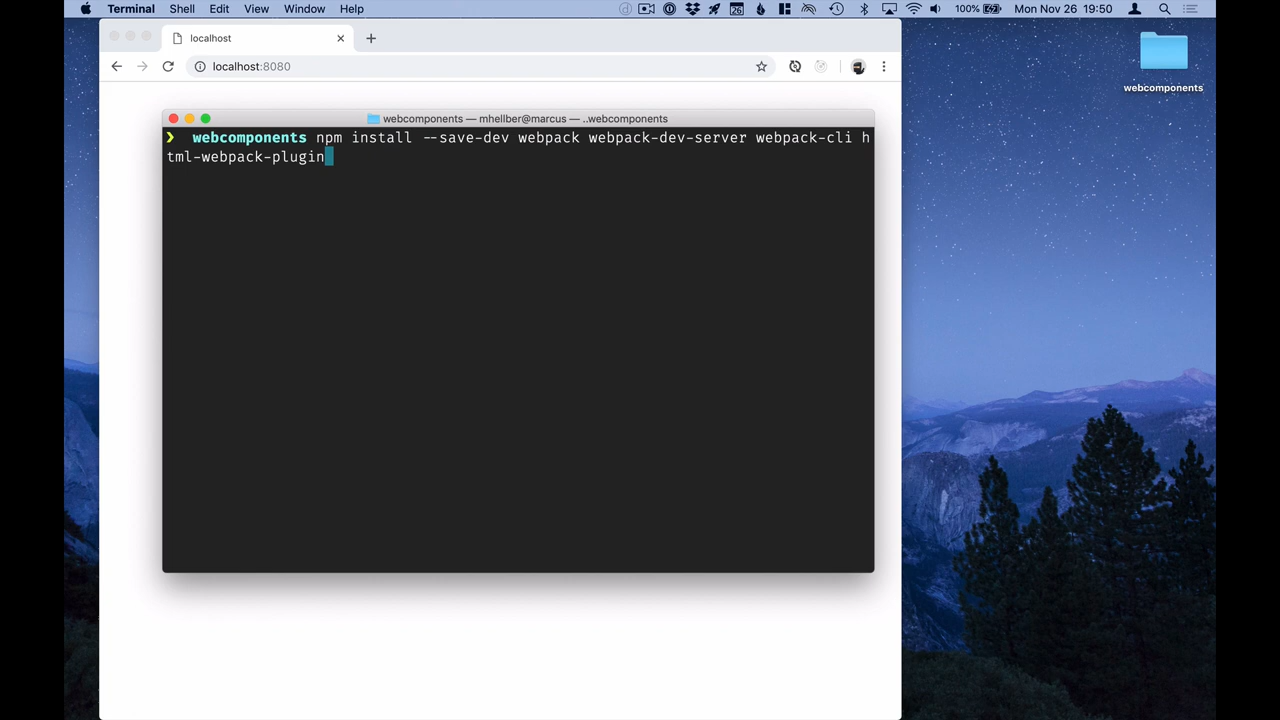 Terminal Shell Edit View Window Help 26 100% Mon Nov 26 19:50
localhost
localhost:8080
webcomponents
webcomponents — mhellber@marcus — ..webcomponents
❯ webcomponents npm install --save-dev webpack webpack-dev-server webpack-cli h
tml-webpack-plugin